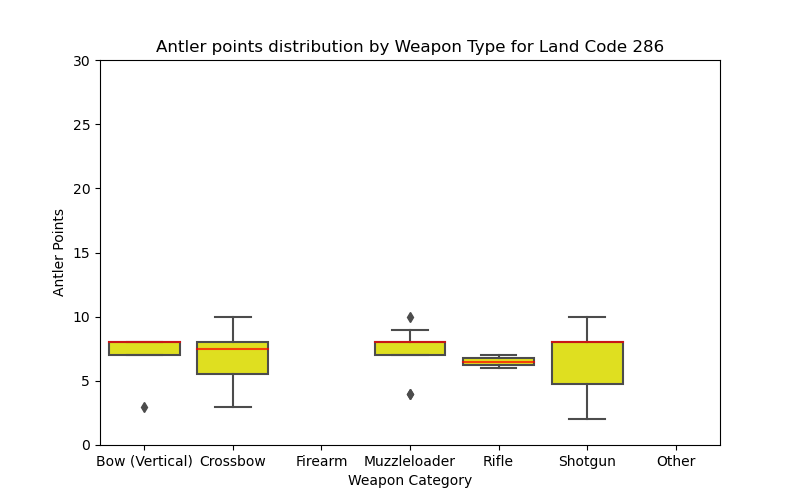 Antler points distribution by Weapon Type for Land Code 286
30
25
20
15
10
5
0
Antler Points
Bow (Vertical) Crossbow Firearm Muzzleloader Rifle Shotgun Other
Weapon Category